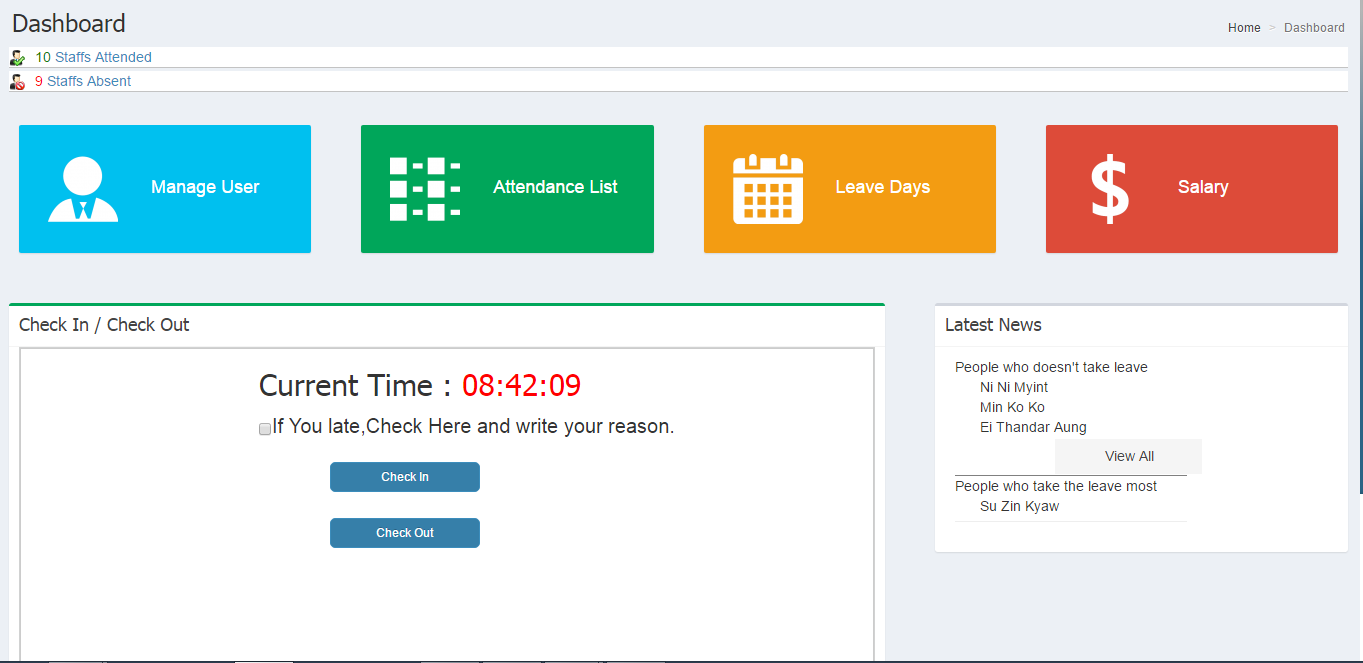 Dashboard
Home > Dashboard
10 Staffs Attended
9 Staffs Absent
Manage User
Attendance List
Leave Days
Salary
Check In / Check Out
Current Time : 08:42:09
If You late,Check Here and write your reason.
Check In
Check Out
Latest News
People who doesn't take leave
Ni Ni Myint
Min Ko Ko
Ei Thandar Aung
View All
People who take the leave most
Su Zin Kyaw